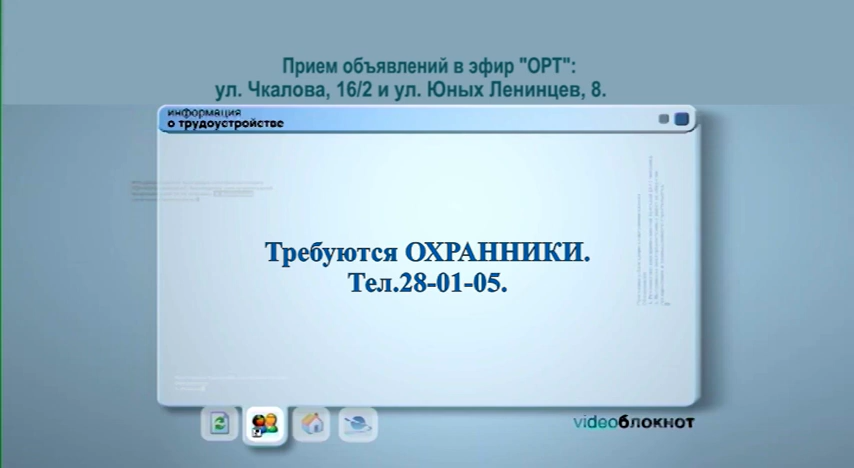 Прием объявлений в эфир "ОРТ":
ул. Чкалова, 16/2 и ул. Юных Ленинцев, 8.
информация
о трудоустройстве
Требуются ОХРАННИКИ.
Тел.28-01-05.
videoблокнот